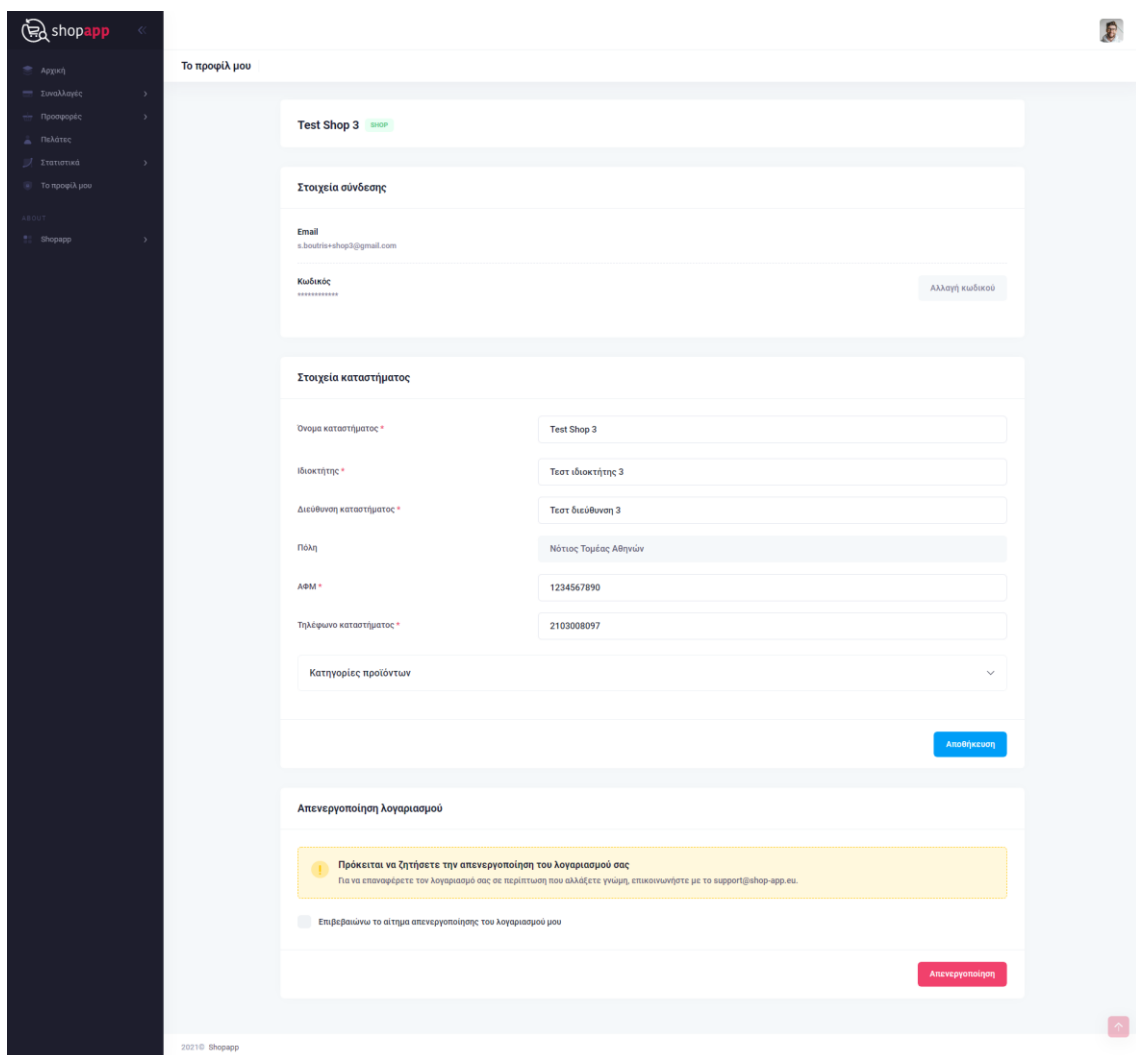 shopapp
Αρχική
Συναλλαγές
Προσφορές
Πελάτες
Στατιστικά
Το προφίλ μου
ABOUT
Shopapp
Το προφίλ μου
Test Shop 3 SHOP
Στοιχεία σύνδεσης
Email
s.boutris+shop3@gmail.com
Κωδικός
************
Αλλαγή κωδικού
Στοιχεία καταστήματος
Όνομα καταστήματος * Test Shop 3
Ιδιοκτήτης * Τεστ ιδιοκτήτης 3
Διεύθυνση καταστήματος * Τεστ διεύθυνση 3
Πόλη Νότιος Τομέας Αθηνών
ΑΦΜ * 1234567890
Τηλέφωνο καταστήματος * 2103008097
Κατηγορίες προϊόντων
Αποθήκευση
Απενεργοποίηση λογαριασμού
Πρόκειται να ζητήσετε την απενεργοποίηση του λογαριασμού σας
Για να επαναφέρετε τον λογαριασμό σας σε περίπτωση που αλλάξετε γνώμη, επικοινωνήστε με το support@shop-app.eu.
Επιβεβαιώνω το αίτημα απενεργοποίησης του λογαριασμού μου
Απενεργοποίηση
2021© Shopapp